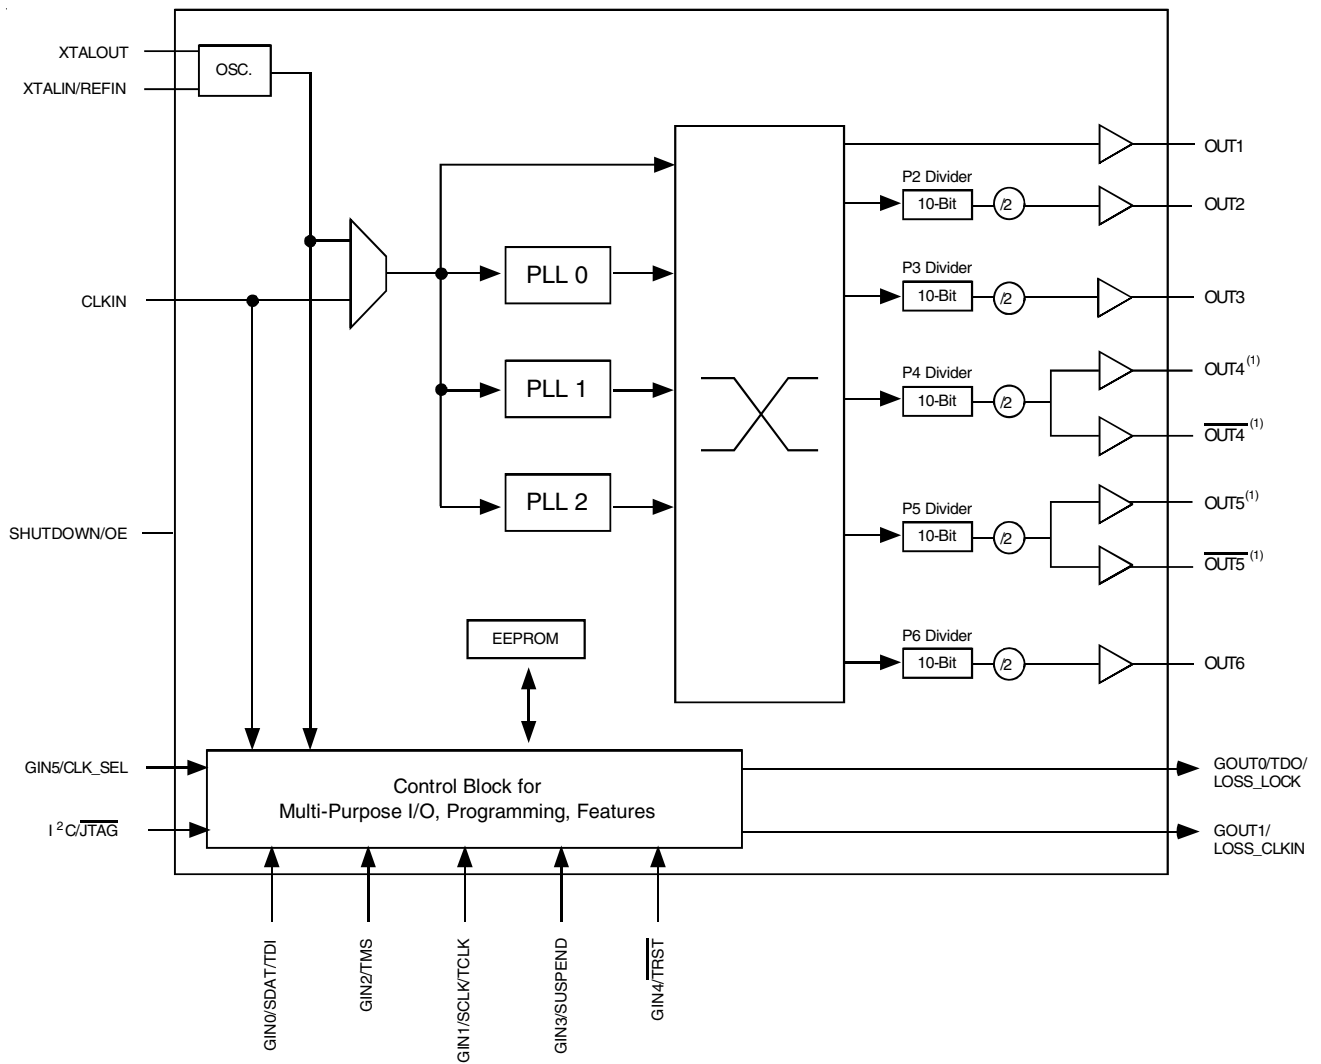 XTALOUT
OSC.
XTALIN/REFIN
OUT1
P2 Divider
10-Bit
/2
OUT2
PLL 0
P3 Divider
10-Bit
/2
OUT3
CLKIN
PLL 1
P4 Divider
10-Bit
/2
OUT4(1)
OUT4(1)
PLL 2
P5 Divider
10-Bit
/2
OUT5(1)
OUT5(1)
SHUTDOWN/OE
EEPROM
P6 Divider
10-Bit
/2
OUT6
GIN5/CLK_SEL
I2C/JTAG
Control Block for
Multi-Purpose I/O, Programming, Features
GOUT0/TDO/
LOSS_LOCK
GOUT1/
LOSS_CLKIN
GIN0/SDAT/TDI
GIN2/TMS
GIN1/SCLK/TCLK
GIN3/SUSPEND
GIN4/TRST